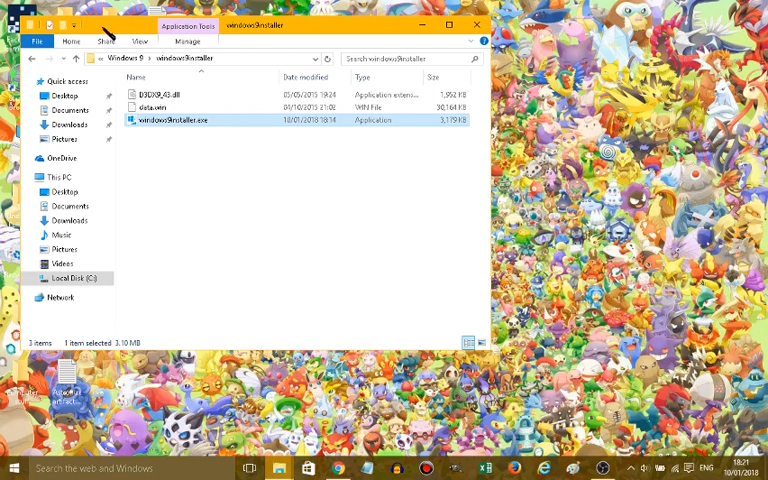 Application Tools
windows9installer
File
Home
Share
View
Manage
Windows 9
windows9installer
Search windows9installer
Name
Date modified
Type
Size
Quick access
Desktop
Documents
Downloads
Pictures
OneDrive
This PC
Desktop
Documents
Downloads
Music
Pictures
Videos
Local Disk (C:)
Network
D3DX9_43.dll 05/05/2015 19:24 Application extens... 1,952 KB
data.win 04/10/2015 21:02 WIN File 30,164 KB
windows9installer.exe 10/01/2018 18:14 Application 3,179 KB
3 items 1 item selected 3.10 MB
Search the web and Windows
ENG
18:21
10/01/2018